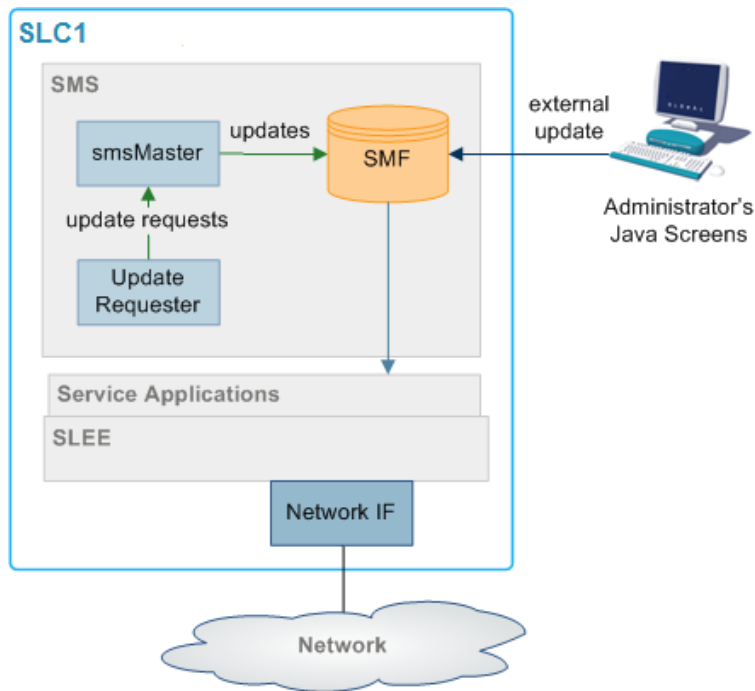 SLC1
SMS
smsMaster
updates
SMF
external
update
update requests
Update
Requester
GLOBAL
Administrator's
Java Screens
Service Applications
SLEE
Network IF
Network